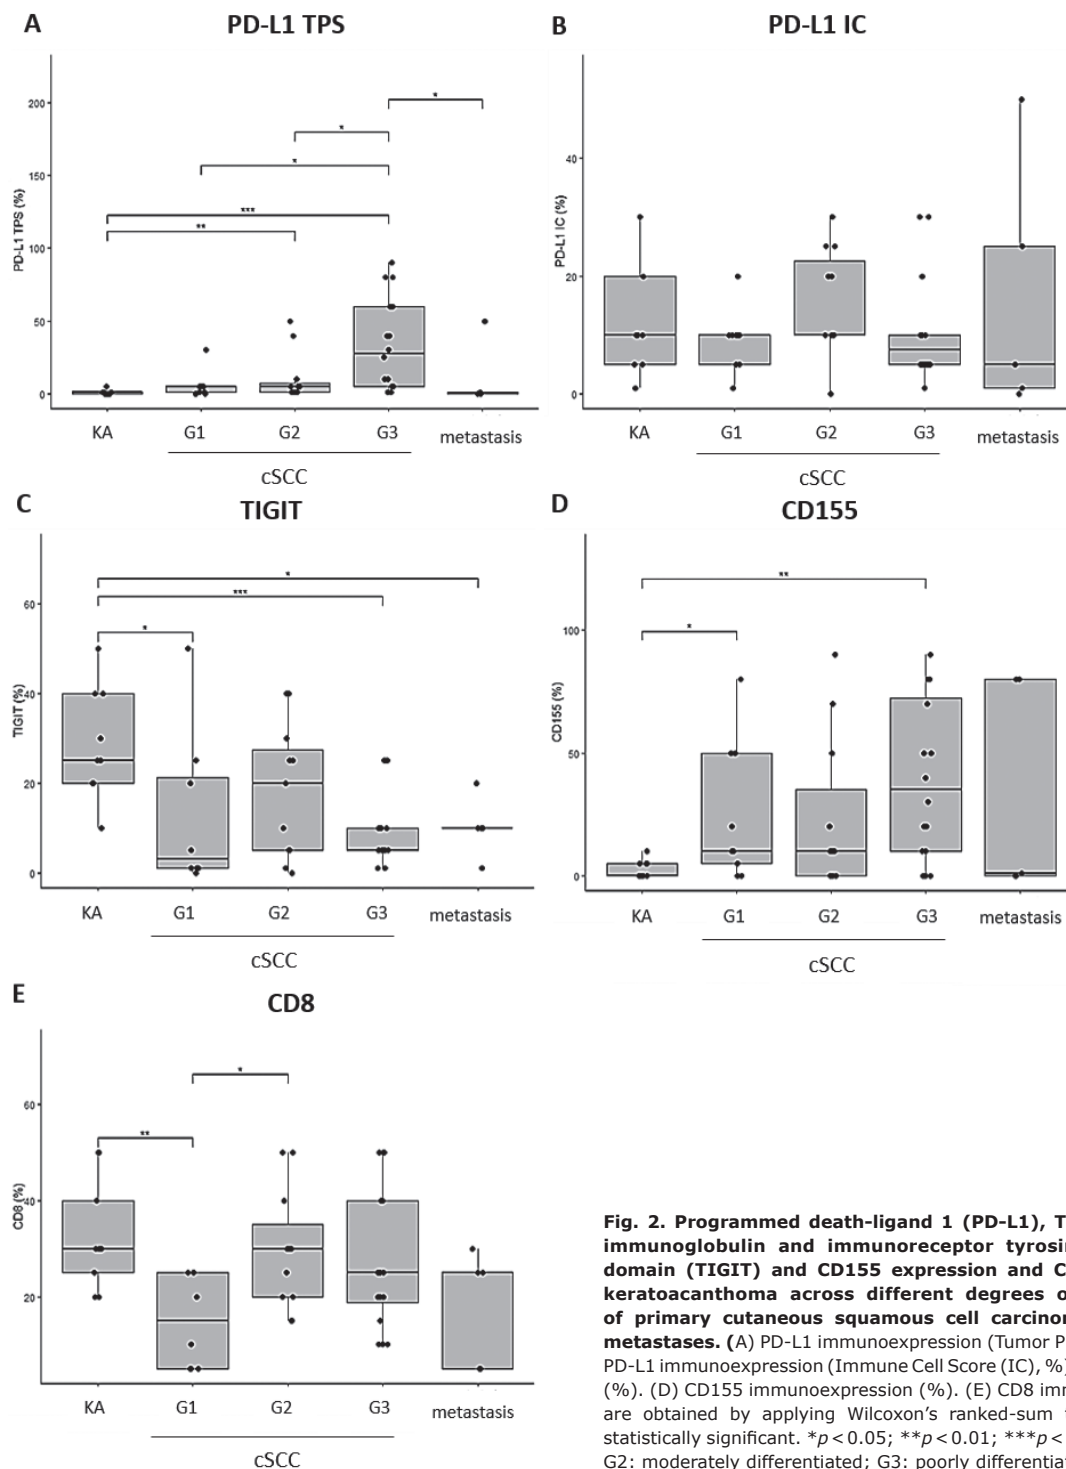 A
PD-L1 TPS
PD-L1 TPS (%)
200
150
100
50
0
*
*
*
***
**
KA
G1
G2
G3
metastasis
cSCC
B
PD-L1 IC
PD-L1 IC (%)
40
20
0
KA
G1
G2
G3
metastasis
cSCC
C
TIGIT
TIGIT (%)
60
40
20
0
*
***
*
KA
G1
G2
G3
metastasis
cSCC
D
CD155
CD155 (%)
100
50
0
**
*
KA
G1
G2
G3
metastasis
cSCC
E
CD8
CD8 (%)
60
40
20
*
**
KA
G1
G2
G3
metastasis
cSCC
Fig. 2. Programmed death-ligand 1 (PD-L1), T
immunoglobulin and immunoreceptor tyrosi
domain (TIGIT) and CD155 expression and C
keratoacanthoma across different degrees o
of primary cutaneous squamous cell carcino
metastases. (A) PD-L1 immunoexpression (Tumor P
PD-L1 immunoexpression (Immune Cell Score (IC), %)
(%). (D) CD155 immunoexpression (%). (E) CD8 imm
are obtained by applying Wilcoxon's ranked-sum
statistically significant. *p < 0.05; **p < 0.01; ***p <
G2: moderately differentiated; G3: poorly differentia